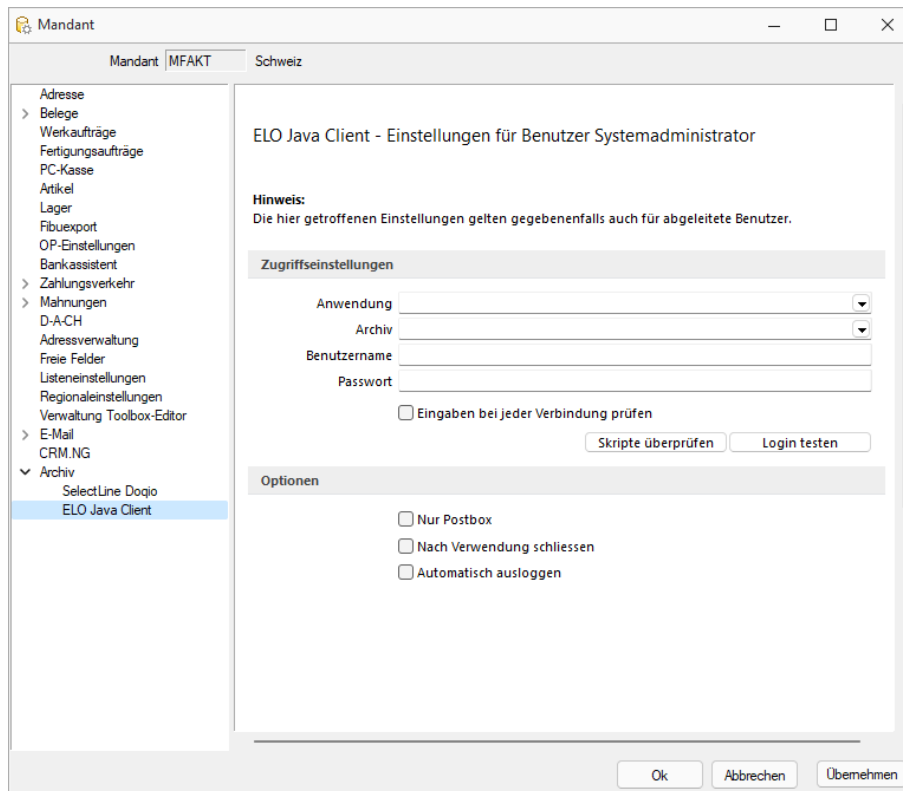 Mandant
Mandant MFAKT Schweiz
Adresse
Belege
Werkaufträge
Fertigungsaufträge
PC-Kasse
Artikel
Lager
Fibuexport
OP-Einstellungen
Bankassistent
Zahlungsverkehr
Mahnungen
D-A-CH
Adressverwaltung
Freie Felder
Listeneinstellungen
Regionaleinstellungen
Verwaltung Toolbox-Editor
E-Mail
CRM.NG
Archiv
SelectLine Doqio
ELO Java Client
ELO Java Client - Einstellungen für Benutzer Systemadministrator
Hinweis:
Die hier getroffenen Einstellungen gelten gegebenenfalls auch für abgeleitete Benutzer.
Zugriffseinstellungen
Anwendung
Archiv
Benutzername
Passwort
Eingaben bei jeder Verbindung prüfen
Skripte überprüfen Login testen
Optionen
Nur Postbox
Nach Verwendung schliessen
Automatisch ausloggen
Ok Abbrechen Übernehmen